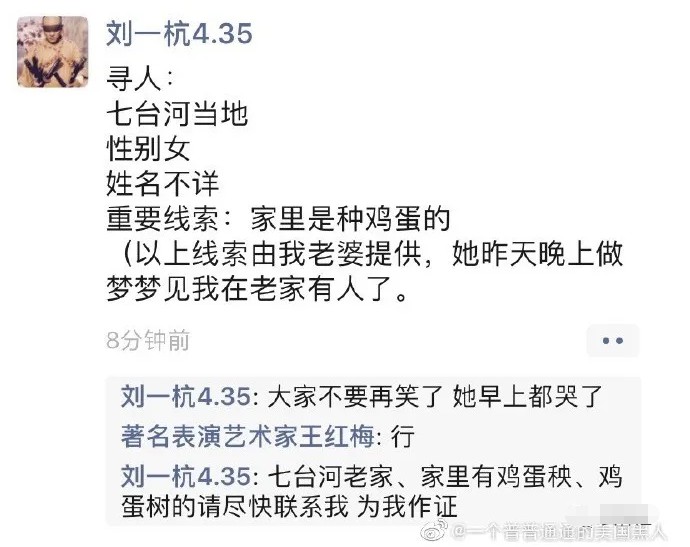 刘一杭4.35
寻人：
七台河当地
性别女
姓名不详
重要线索：家里是种鸡蛋的
（以上线索由我老婆提供，她昨天晚上做
梦梦见我在老家有人了。
8分钟前
刘一杭4.35: 大家不要再笑了 她早上都哭了
著名表演艺术家王红梅: 行
刘一杭4.35: 七台河老家、家里有鸡蛋秧、鸡
蛋树的请尽快联系我 为我作证
@一个普普通通的美国黑人